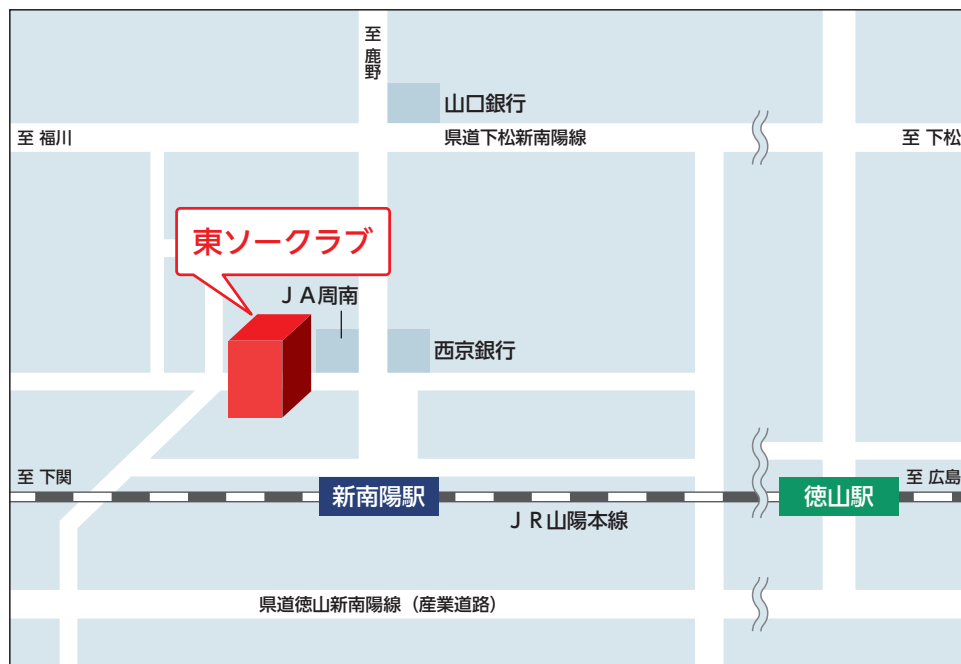 至 鹿野
山口銀行
至 福川
県道下松新南陽線
至 下松
東ソークラブ
ＪＡ周南
西京銀行
至 下関
新南陽駅
徳山駅
至 広島
ＪＲ山陽本線
県道徳山新南陽線（産業道路）